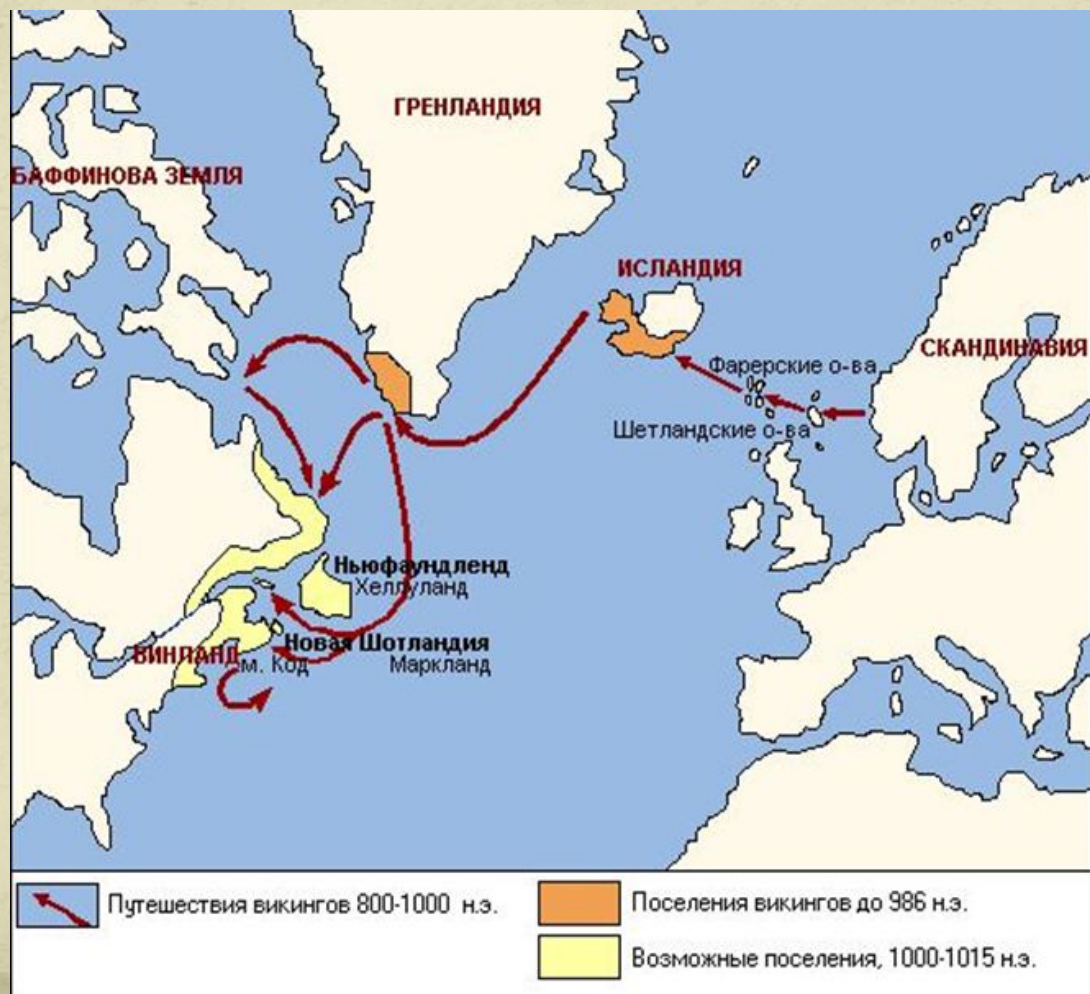 ГРЕНЛАНДИЯ
БАФФИНОВА ЗЕМЛЯ
ИСЛАНДИЯ
СКАНДИНАВИЯ
Фарерские о-ва
Шетландские о-ва
Ньюфаундленд
Хеллуланд
Новая Шотландия
ВИНЛАНД
м. Код
Маркланд
Путешествия викингов 800-1000 н.э.
Поселения викингов до 986 н.э.
Возможные поселения, 1000-1015 н.э.